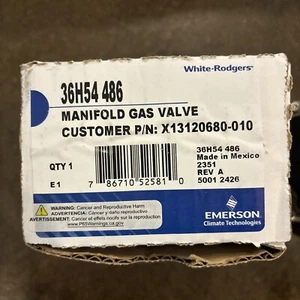 White-Rodgers™
36H54 486
MANIFOLD GAS VALVE
CUSTOMER P/N: X13120680-010
QTY 1
E1
7 86710 52581 0
36H54 486
Made in Mexico
2351
REV A
5001 2426
WARNING: Cancer and Reproductive Harm
ADVERTENCIA: Cáncer y daño reproductivo
AVERTISSEMENT: Cancer et effets nocifs sur la reproduction
www.P65Warnings.ca.gov
EMERSON
Climate Technologies